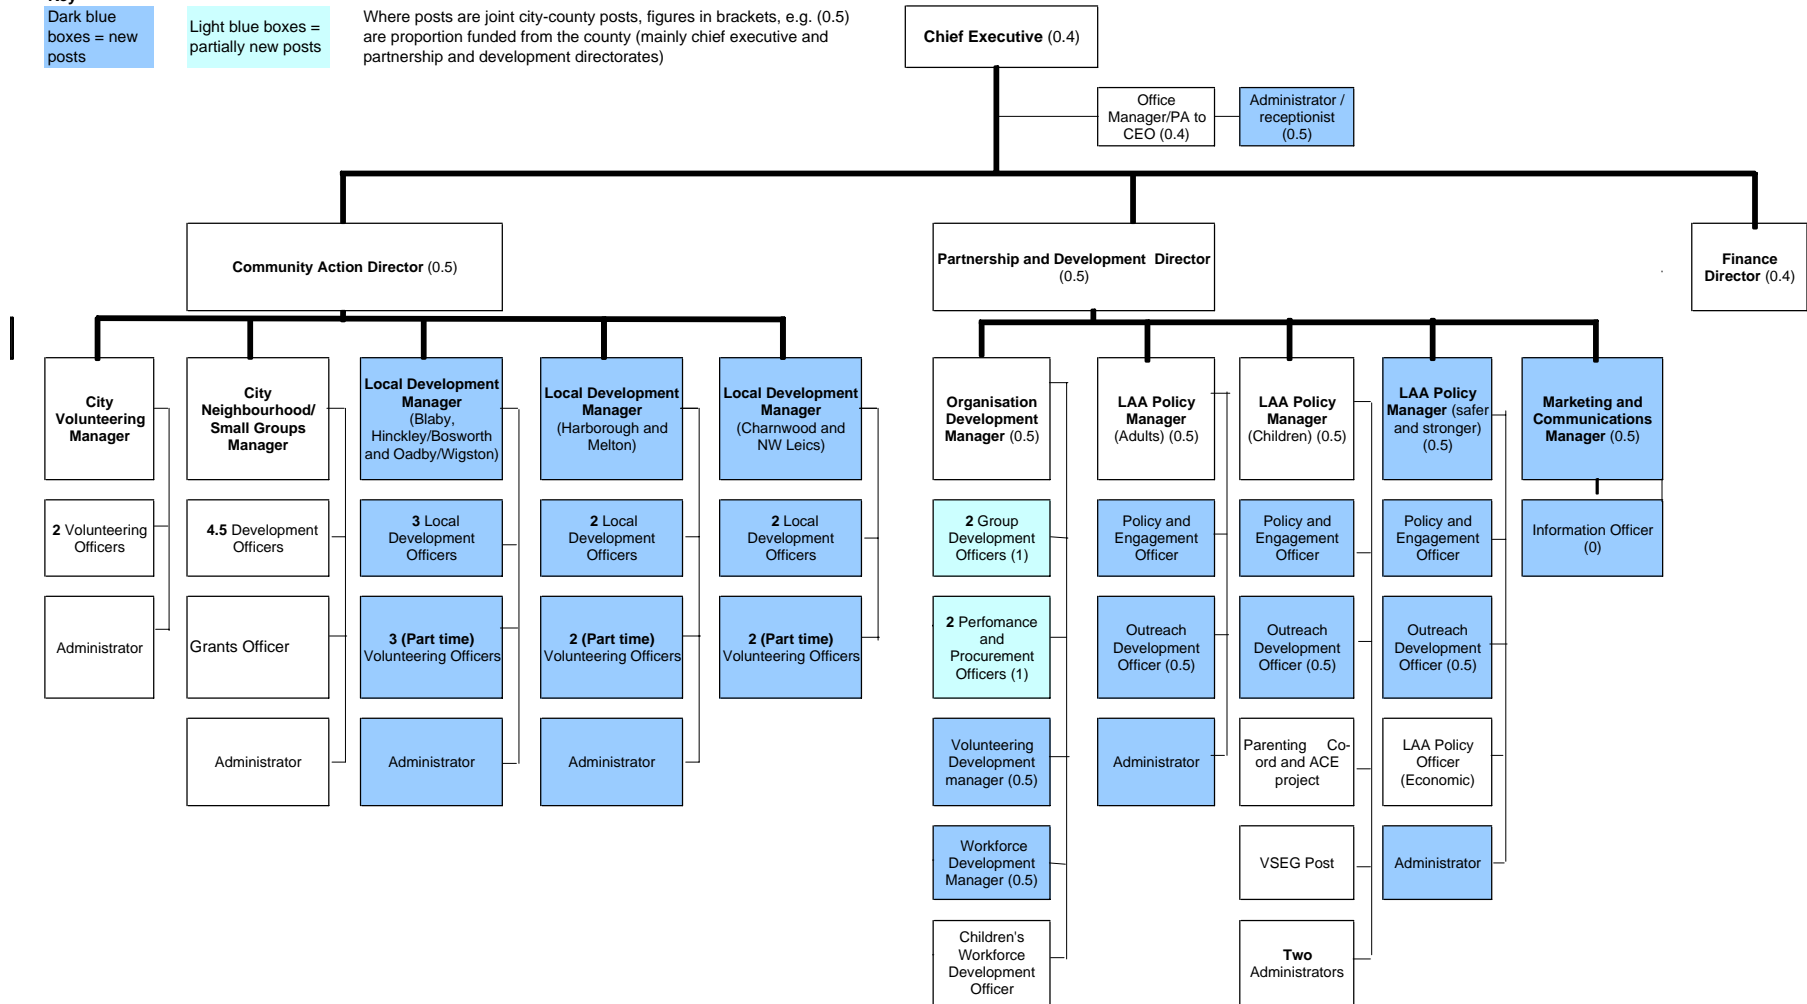 Key
Dark blue
boxes = new
posts
Light blue boxes =
partially new posts
Where posts are joint city-county posts, figures in brackets, e.g. (0.5)
are proportion funded from the county (mainly chief executive and
partnership and development directorates)
Chief Executive (0.4)
Office
Manager/PA to
CEO (0.4)
Administrator /
receptionist
(0.5)
Community Action Director (0.5)
Partnership and Development Director
(0.5)
Finance
Director (0.4)
City
Volunteering
Manager
City
Neighbourhood/
Small Groups
Manager
Local Development
Manager
(Blaby,
Hinckley/Bosworth
and Oadby/Wigston)
Local Development
Manager
(Harborough and
Melton)
Local Development
Manager
(Charnwood and
NW Leics)
Organisation
Development
Manager (0.5)
LAA Policy
Manager
(Adults) (0.5)
LAA Policy
Manager
(Children) (0.5)
LAA Policy
Manager (safer
and stronger)
(0.5)
Marketing and
Communications
Manager (0.5)
2 Volunteering
Officers
4.5 Development
Officers
3 Local
Development
Officers
2 Local
Development
Officers
2 Local
Development
Officers
2 Group
Development
Officers (1)
Policy and
Engagement
Officer
Policy and
Engagement
Officer
Policy and
Engagement
Officer
Information Officer
(0)
Administrator
Grants Officer
3 (Part time)
Volunteering Officers
2 (Part time)
Volunteering Officers
2 (Part time)
Volunteering Officers
2 Perfomance
and
Procurement
Officers (1)
Outreach
Development
Officer (0.5)
Outreach
Development
Officer (0.5)
Outreach
Development
Officer (0.5)
Administrator
Administrator
Administrator
Volunteering
Development
manager (0.5)
Administrator
Parenting Co-
ord and ACE
project
LAA Policy
Officer
(Economic)
Workforce
Development
Manager (0.5)
VSEG Post
Administrator
Children's
Workforce
Development
Officer
Two
Administrators